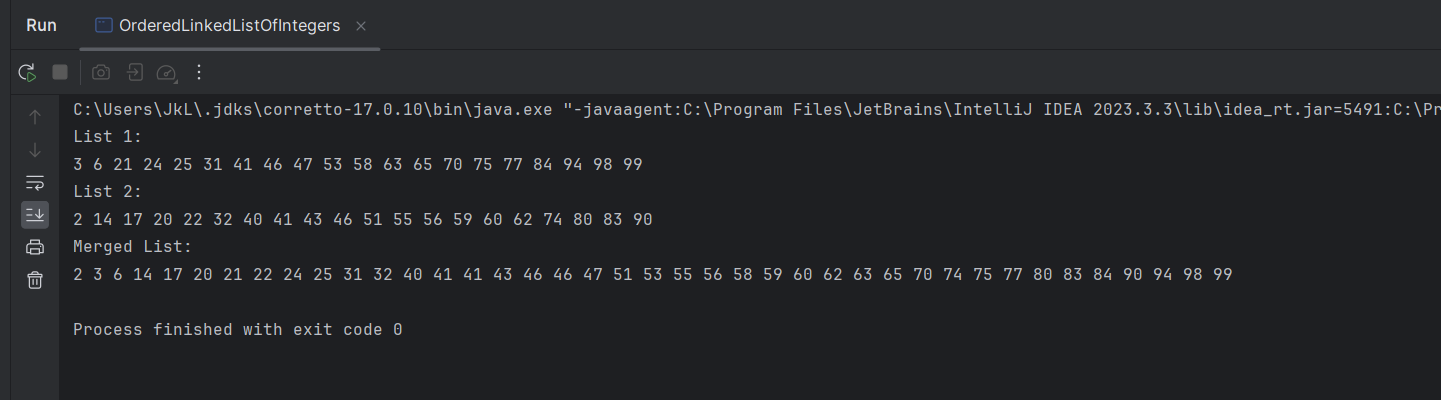 Run OrderedLinkedListOfIntegers
C:\Users\JkL\.jdks\corretto-17.0.10\bin\java.exe "-javaagent:C:\Program Files\JetBrains\IntelliJ IDEA 2023.3.3\lib\idea_rt.jar=5491:C:\Pr
List 1:
3 6 21 24 25 31 41 46 47 53 58 63 65 70 75 77 84 94 98 99
List 2:
2 14 17 20 22 32 40 41 43 46 51 55 56 59 60 62 74 80 83 90
Merged List:
2 3 6 14 17 20 21 22 24 25 31 32 40 41 41 43 46 46 47 51 53 55 56 58 59 60 62 63 65 70 74 75 77 80 83 84 90 94 98 99
Process finished with exit code 0